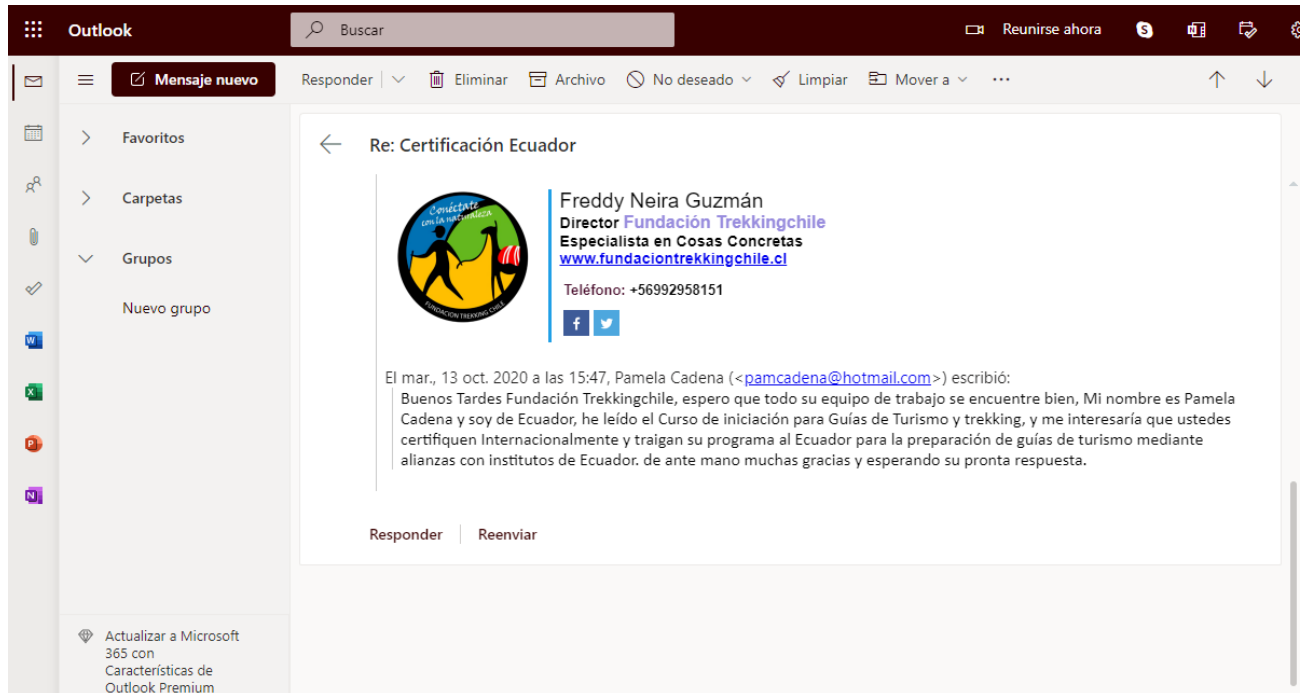 Outlook
Buscar
Reunirse ahora
Mensaje nuevo
Responder
Eliminar
Archivo
No deseado
Limpiar
Mover a
Favoritos
Carpetas
Grupos
Nuevo grupo
Actualizar a Microsoft
365 con
Características de
Outlook Premium
Re: Certificación Ecuador
Conéctate
con la naturaleza
FUNDACION TREKKING CHILE
Freddy Neira Guzmán
Director Fundación Trekkingchile
Especialista en Cosas Concretas
www.fundaciontrekkingchile.cl
Teléfono: +56992958151
El mar., 13 oct. 2020 a las 15:47, Pamela Cadena (<pamcadena@hotmail.com>) escribió:
Buenos Tardes Fundación Trekkingchile, espero que todo su equipo de trabajo se encuentre bien, Mi nombre es Pamela
Cadena y soy de Ecuador, he leído el Curso de iniciación para Guías de Turismo y trekking, y me interesaría que ustedes
certifiquen Internacionalmente y traigan su programa al Ecuador para la preparación de guías de turismo mediante
alianzas con institutos de Ecuador. de ante mano muchas gracias y esperando su pronta respuesta.
Responder
Reenviar